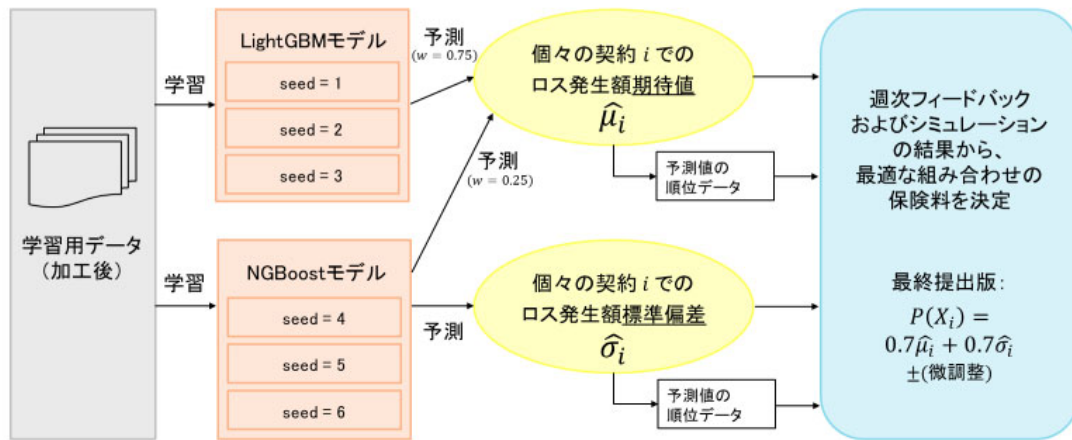 学習用データ
(加工後)
学習
LightGBMモデル
seed = 1
seed = 2
seed = 3
学習
NGBoostモデル
seed = 4
seed = 5
seed = 6
予測
(w = 0.75)
予測
(w = 0.25)
予測
個々の契約 i での
ロス発生額期待値
μ̂ᵢ
予測値の
順位データ
個々の契約 i での
ロス発生額標準偏差
σ̂ᵢ
予測値の
順位データ
週次フィードバック
およびシミュレーション
の結果から、
最適な組み合わせの
保険料を決定
最終提出版:
P(Xᵢ) =
0.7μ̂ᵢ + 0.7σ̂ᵢ
±(微調整)